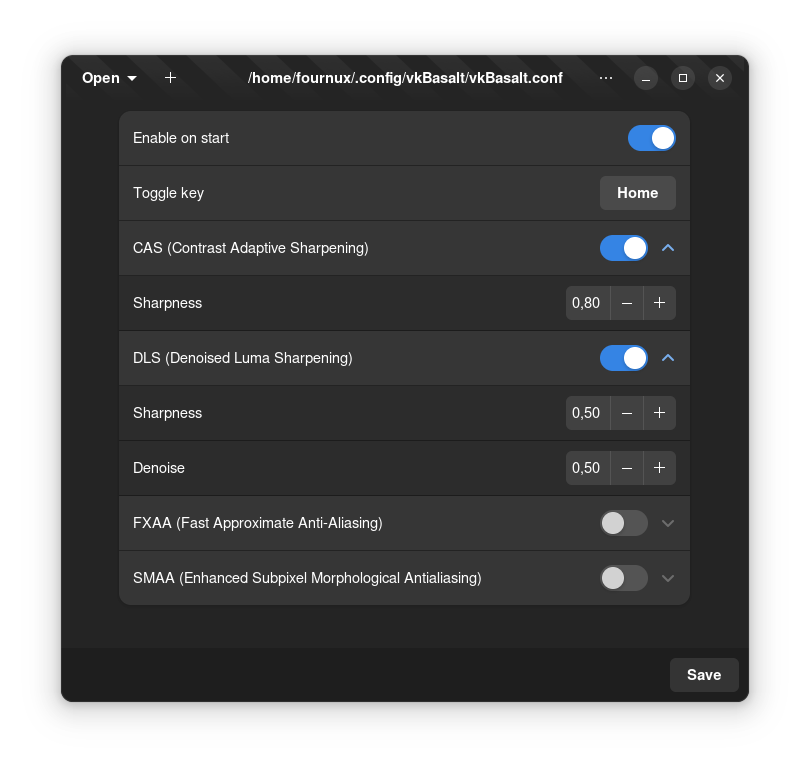 Open
/home/fournux/.config/vkBasalt/vkBasalt.conf
Enable on start
Toggle key Home
CAS (Contrast Adaptive Sharpening)
Sharpness 0,80
DLS (Denoised Luma Sharpening)
Sharpness 0,50
Denoise 0,50
FXAA (Fast Approximate Anti-Aliasing)
SMAA (Enhanced Subpixel Morphological Antialiasing)
Save